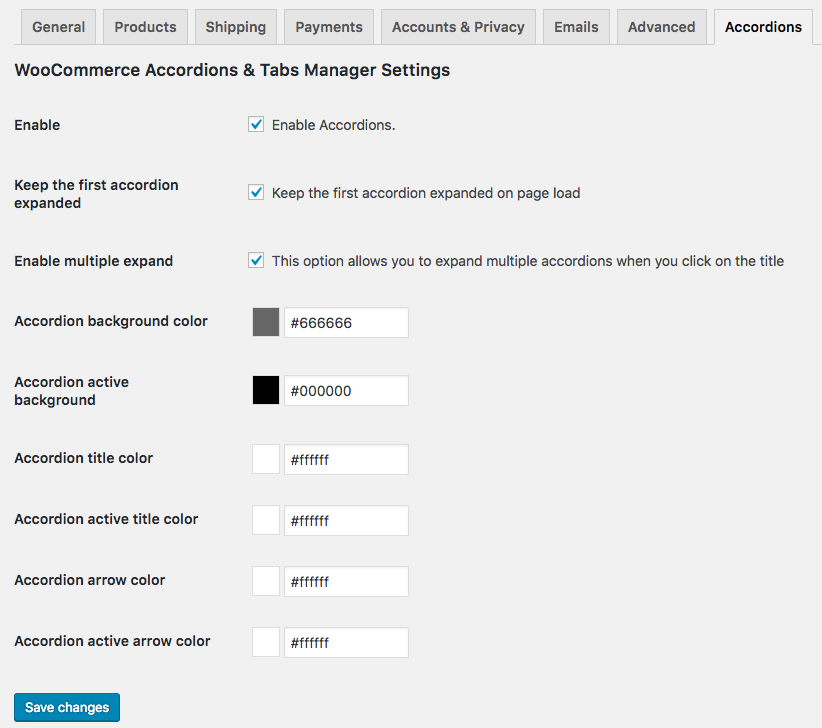 General Products Shipping Payments Accounts & Privacy Emails Advanced Accordions
WooCommerce Accordions & Tabs Manager Settings
Enable Enable Accordions.
Keep the first accordion
expanded
Keep the first accordion expanded on page load
Enable multiple expand This option allows you to expand multiple accordions when you click on the title
Accordion background color #666666
Accordion active
background
#000000
Accordion title color #ffffff
Accordion active title color #ffffff
Accordion arrow color #ffffff
Accordion active arrow color #ffffff
Save changes